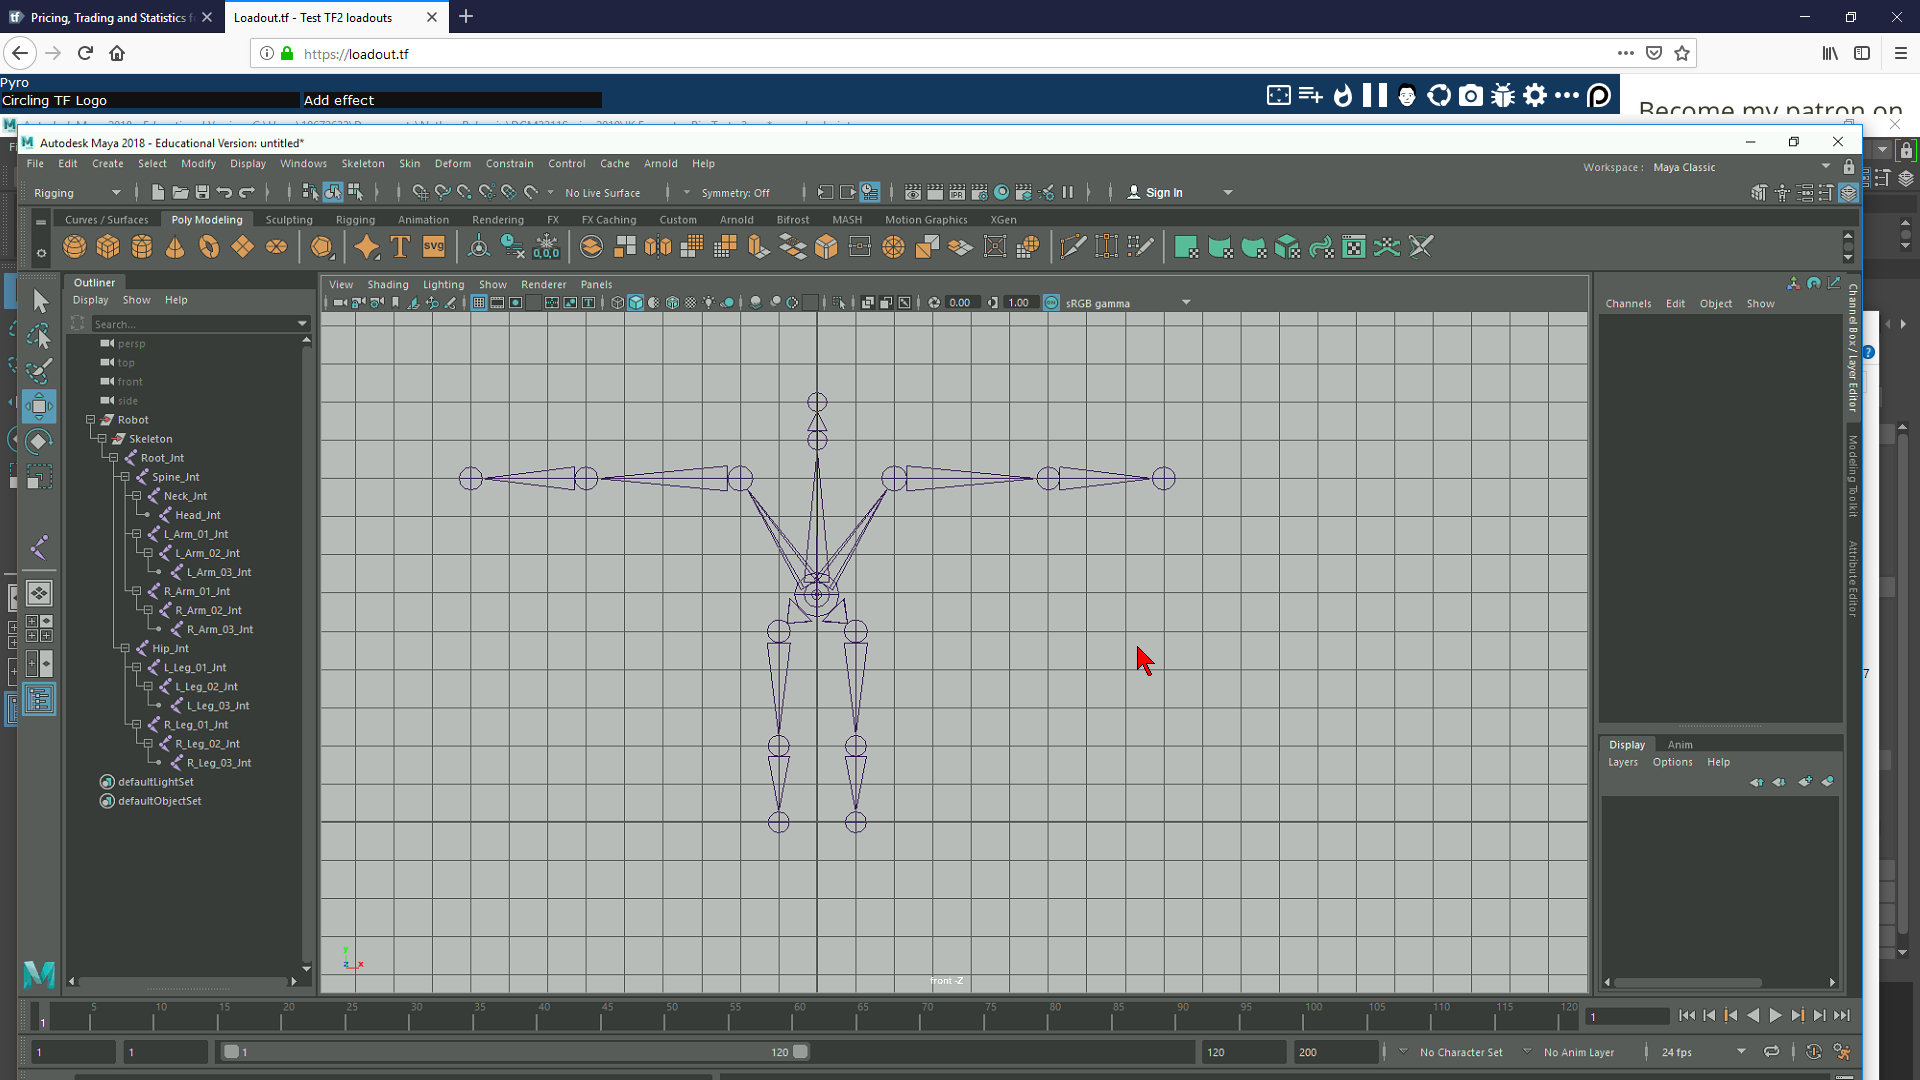 Pricing, Trading and Statistics f
Loadout.tf - Test TF2 loadouts
https://loadout.tf
Pyro
Circling TF Logo
Add effect
Become my patron on
Autodesk Maya 2018 - Educational Version: untitled*
File Edit Create Select Modify Display Windows Skeleton Skin Deform Constrain Control Cache Arnold Help
Workspace : Maya Classic
Rigging
No Live Surface
Symmetry: Off
Sign In
Curves / Surfaces Poly Modeling Sculpting Rigging Animation Rendering FX FX Caching Custom Arnold Bifrost MASH Motion Graphics XGen
T svg 0,0,0
IPR
Outliner
Display Show Help
Search...
persp
top
front
side
Robot
Skeleton
Root_Jnt
Spine_Jnt
Neck_Jnt
Head_Jnt
L_Arm_01_Jnt
L_Arm_02_Jnt
L_Arm_03_Jnt
R_Arm_01_Jnt
R_Arm_02_Jnt
R_Arm_03_Jnt
Hip_Jnt
L_Leg_01_Jnt
L_Leg_02_Jnt
L_Leg_03_Jnt
R_Leg_01_Jnt
R_Leg_02_Jnt
R_Leg_03_Jnt
defaultLightSet
defaultObjectSet
View Shading Lighting Show Renderer Panels
0.00 1.00 sRGB gamma
front -Z
y
z x
Channels Edit Object Show
Channel Box / Layer Editor
Modeling Toolkit
Attribute Editor
Display Anim
Layers Options Help
7
1 5 10 15 20 25 30 35 40 45 50 55 60 65 70 75 80 85 90 95 100 105 110 115 120
1
1 1 1 120 120 200
No Character Set
No Anim Layer
24 fps